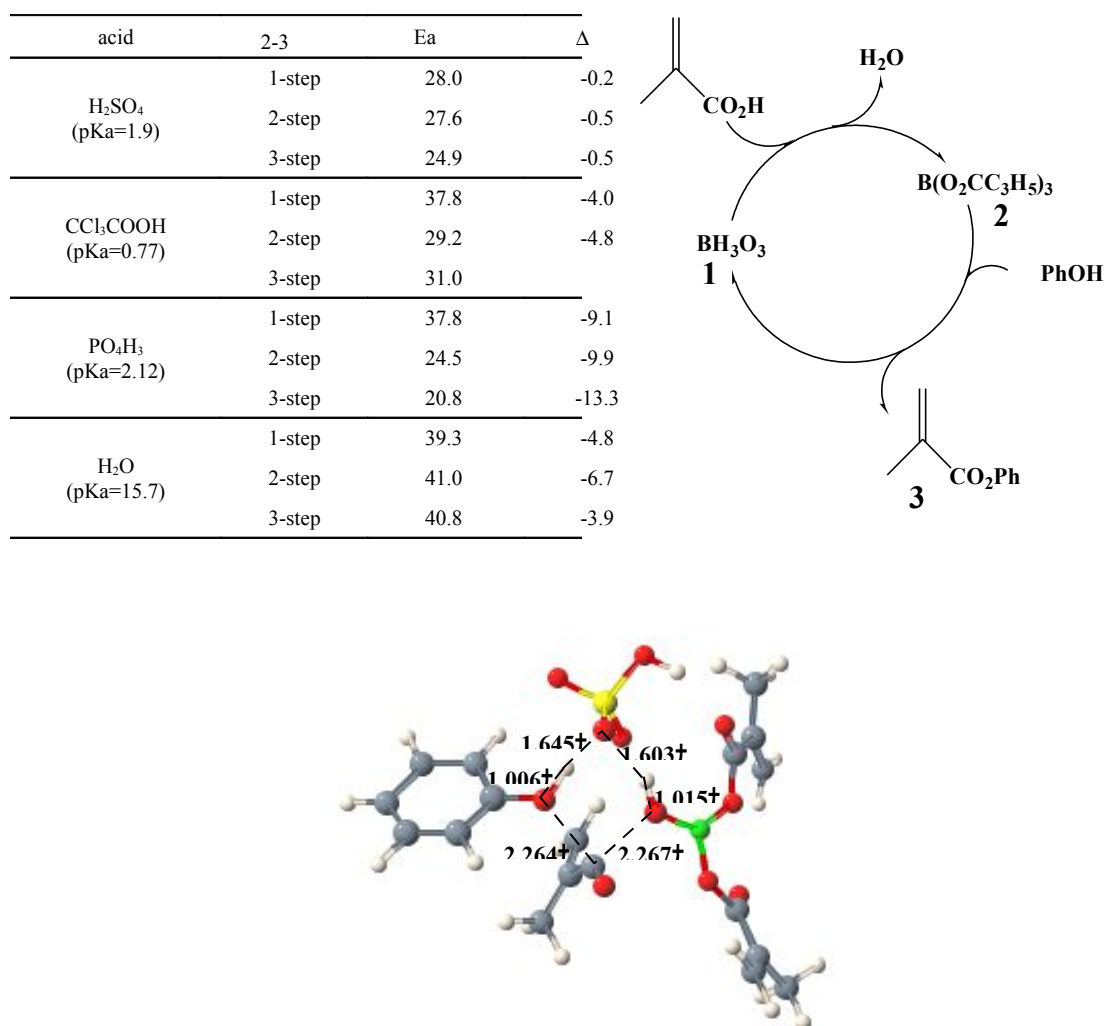 acid 2-3 Ea Δ
H₂SO₄
(pKa=1.9)
1-step 28.0 -0.2
2-step 27.6 -0.5
3-step 24.9 -0.5
CCl₃COOH
(pKa=0.77)
1-step 37.8 -4.0
2-step 29.2 -4.8
3-step 31.0
PO₄H₃
(pKa=2.12)
1-step 37.8 -9.1
2-step 24.5 -9.9
3-step 20.8 -13.3
H₂O
(pKa=15.7)
1-step 39.3 -4.8
2-step 41.0 -6.7
3-step 40.8 -3.9
CO₂H
H₂O
B(O₂CC₃H₅)₃
2
BH₃O₃
1
PhOH
CO₂Ph
3
1.645‡
1.603‡
1.006‡
1.015‡
2.264‡
2.267‡